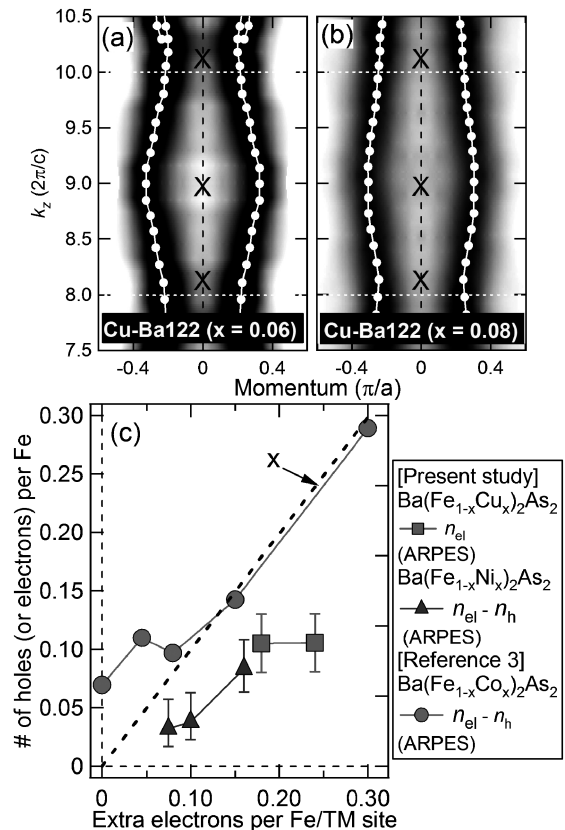 (a)
(b)
k_z (2π/c)
10.0
9.5
9.0
8.5
8.0
7.5
X
X
X
X
X
X
Cu-Ba122 (x = 0.06)
Cu-Ba122 (x = 0.08)
-0.4
0
0.4
-0.4
0
0.4
Momentum (π/a)
(c)
# of holes (or electrons) per Fe
0.30
0.25
0.20
0.15
0.10
0.05
0
x
0
0.10
0.20
0.30
Extra electrons per Fe/TM site
[Present study]
Ba(Fe₁₋ₓCuₓ)₂As₂
n_el
(ARPES)
Ba(Fe₁₋ₓNiₓ)₂As₂
n_el - n_h
(ARPES)
[Reference 3]
Ba(Fe₁₋ₓCoₓ)₂As₂
n_el - n_h
(ARPES)